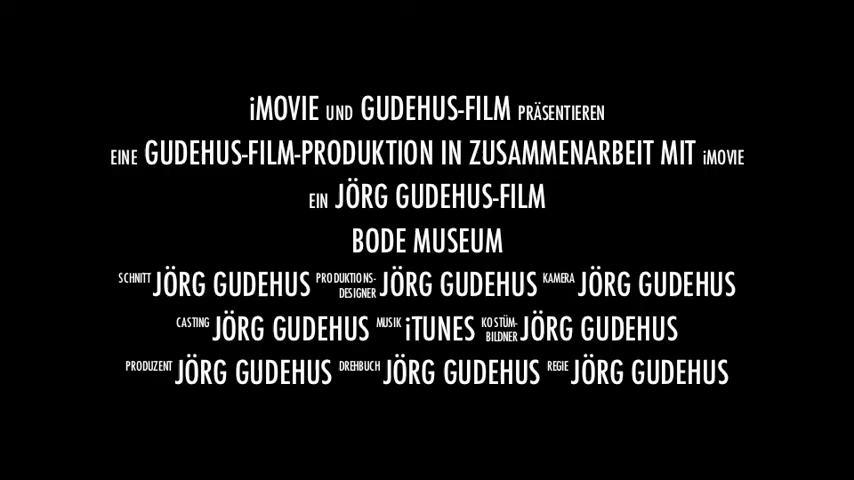 iMOVIE UND GUDEHUS-FILM PRÄSENTIEREN
EINE GUDEHUS-FILM-PRODUKTION IN ZUSAMMENARBEIT MIT iMOVIE
EIN JÖRG GUDEHUS-FILM
BODE MUSEUM
SCHNITT JÖRG GUDEHUS PRODUKTIONS-DESIGNER JÖRG GUDEHUS KAMERA JÖRG GUDEHUS
CASTING JÖRG GUDEHUS MUSIK iTUNES KOSTÜM-BILDNER JÖRG GUDEHUS
PRODUZENT JÖRG GUDEHUS DREHBUCH JÖRG GUDEHUS REGIE JÖRG GUDEHUS